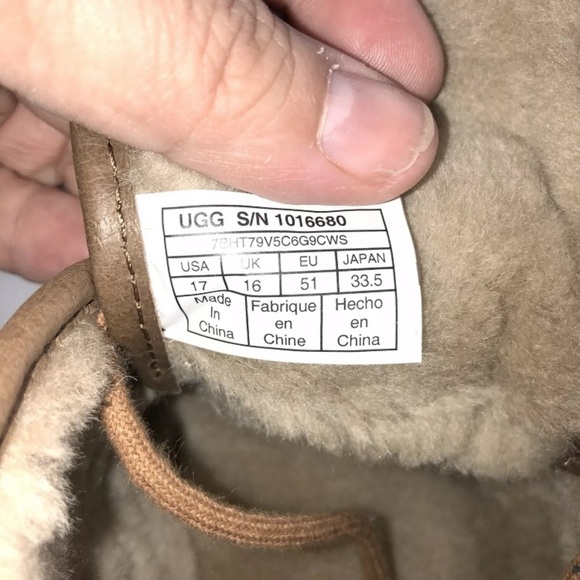 UGG S/N 1016680
7BHT79V5C6G9CWS
USA UK EU JAPAN
17 16 51 33.5
Made In China
Fabrique en Chine
Hecho en China